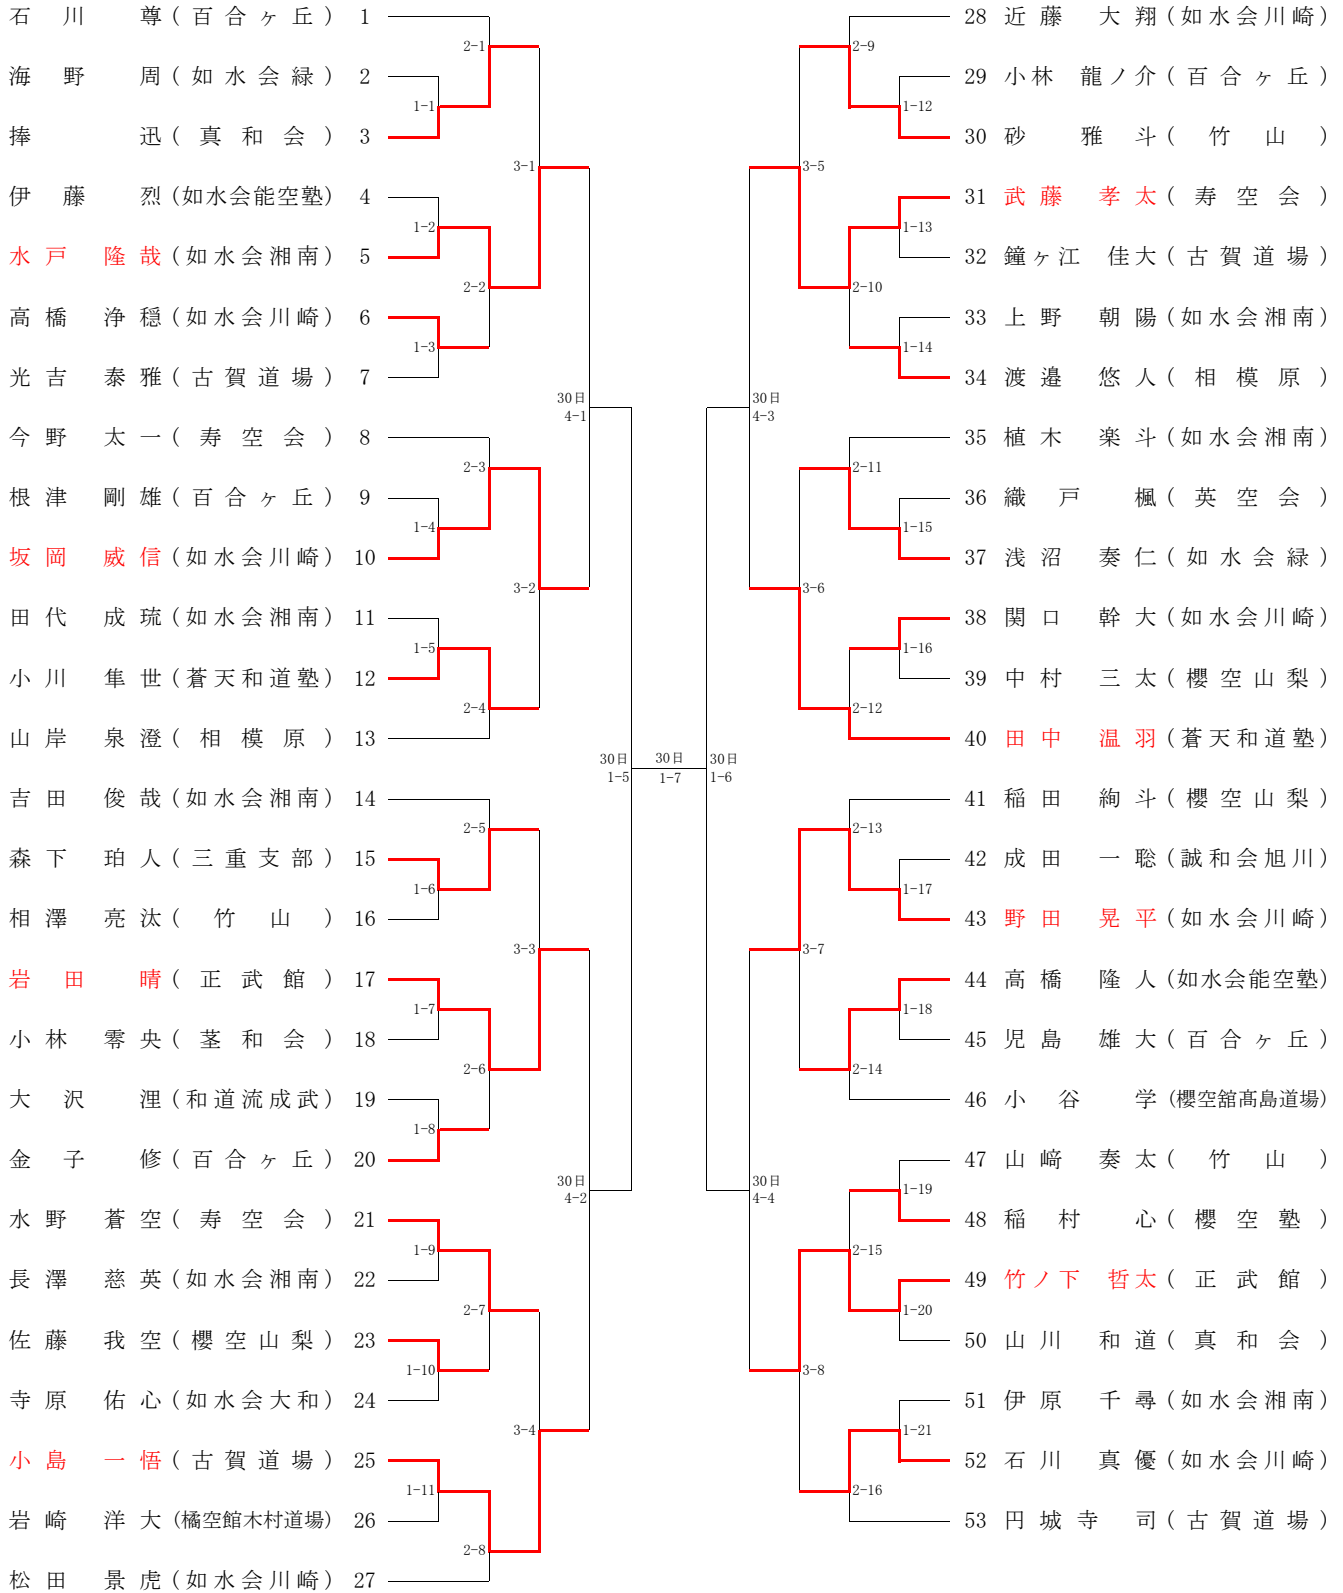 石川 尊(百合ヶ丘) 1
海野 周(如水会緑) 2
捧 迅(真和会) 3
伊藤 烈(如水会能空塾) 4
水戸 隆哉(如水会湘南) 5
高橋 浄穏(如水会川崎) 6
光吉 泰雅(古賀道場) 7
今野 太一(寿空会) 8
根津 剛雄(百合ヶ丘) 9
坂岡 威信(如水会川崎) 10
田代 成琉(如水会湘南) 11
小川 隼世(蒼天和道塾) 12
山岸 泉澄(相模原) 13
吉田 俊哉(如水会湘南) 14
森下 珀人(三重支部) 15
相澤 亮汰(竹山) 16
岩田 晴(正武館) 17
小林 零央(茎和会) 18
大沢 浬(和道流成武) 19
金子 修(百合ヶ丘) 20
水野 蒼空(寿空会) 21
長澤 慈英(如水会湘南) 22
佐藤 我空(櫻空山梨) 23
寺原 佑心(如水会大和) 24
小島 一悟(古賀道場) 25
岩崎 洋大(橘空館木村道場) 26
松田 景虎(如水会川崎) 27
1-1
1-2
1-3
1-4
1-5
1-6
1-7
1-8
1-9
1-10
1-11
2-1
2-2
2-3
2-4
2-5
2-6
2-7
2-8
3-1
3-2
3-3
3-4
30日
4-1
30日
4-2
30日
1-5
30日
1-7
30日
1-6
30日
4-3
30日
4-4
3-5
3-6
3-7
3-8
2-9
2-10
2-11
2-12
2-13
2-14
2-15
2-16
1-12
1-13
1-14
1-15
1-16
1-17
1-18
1-19
1-20
1-21
28 近藤 大翔(如水会川崎)
29 小林 龍ノ介(百合ヶ丘)
30 砂 雅斗(竹山)
31 武藤 孝太(寿空会)
32 鐘ヶ江 佳大(古賀道場)
33 上野 朝陽(如水会湘南)
34 渡邉 悠人(相模原)
35 植木 楽斗(如水会湘南)
36 織戸 楓(英空会)
37 浅沼 奏仁(如水会緑)
38 関口 幹大(如水会川崎)
39 中村 三太(櫻空山梨)
40 田中 温羽(蒼天和道塾)
41 稲田 絢斗(櫻空山梨)
42 成田 一聡(誠和会旭川)
43 野田 晃平(如水会川崎)
44 高橋 隆人(如水会能空塾)
45 児島 雄大(百合ヶ丘)
46 小谷 学(櫻空舘髙島道場)
47 山﨑 奏太(竹山)
48 稲村 心(櫻空塾)
49 竹ノ下 哲太(正武館)
50 山川 和道(真和会)
51 伊原 千尋(如水会湘南)
52 石川 真優(如水会川崎)
53 円城寺 司(古賀道場)